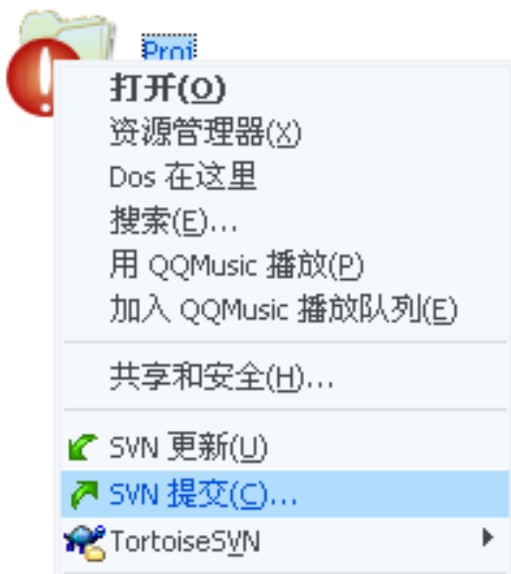 Proj
打开(O)
资源管理器(X)
Dos 在这里
搜索(E)...
用 QQMusic 播放(P)
加入 QQMusic 播放队列(E)
共享和安全(H)...
SVN 更新(U)
SVN 提交(C)...
TortoiseSVN